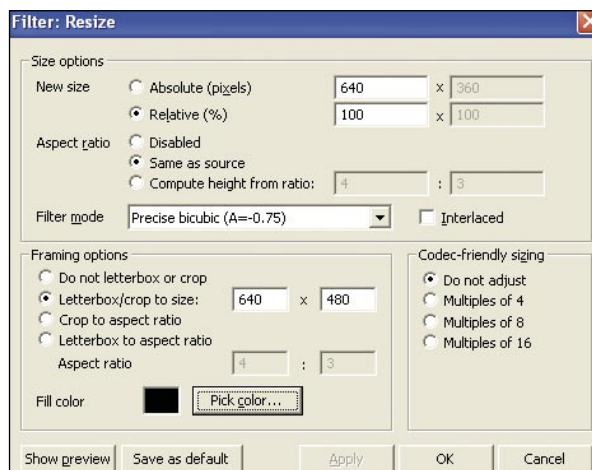 Filter: Resize
Size options
New size Absolute (pixels) 640 x 360
Relative (%) 100 x 100
Aspect ratio Disabled
Same as source
Compute height from ratio: 4 : 3
Filter mode Precise bicubic (A=-0.75) Interlaced
Framing options
Do not letterbox or crop
Letterbox/crop to size: 640 x 480
Crop to aspect ratio
Letterbox to aspect ratio
Aspect ratio 4 : 3
Fill color Pick color...
Codec-friendly sizing
Do not adjust
Multiples of 4
Multiples of 8
Multiples of 16
Show preview Save as default Apply OK Cancel